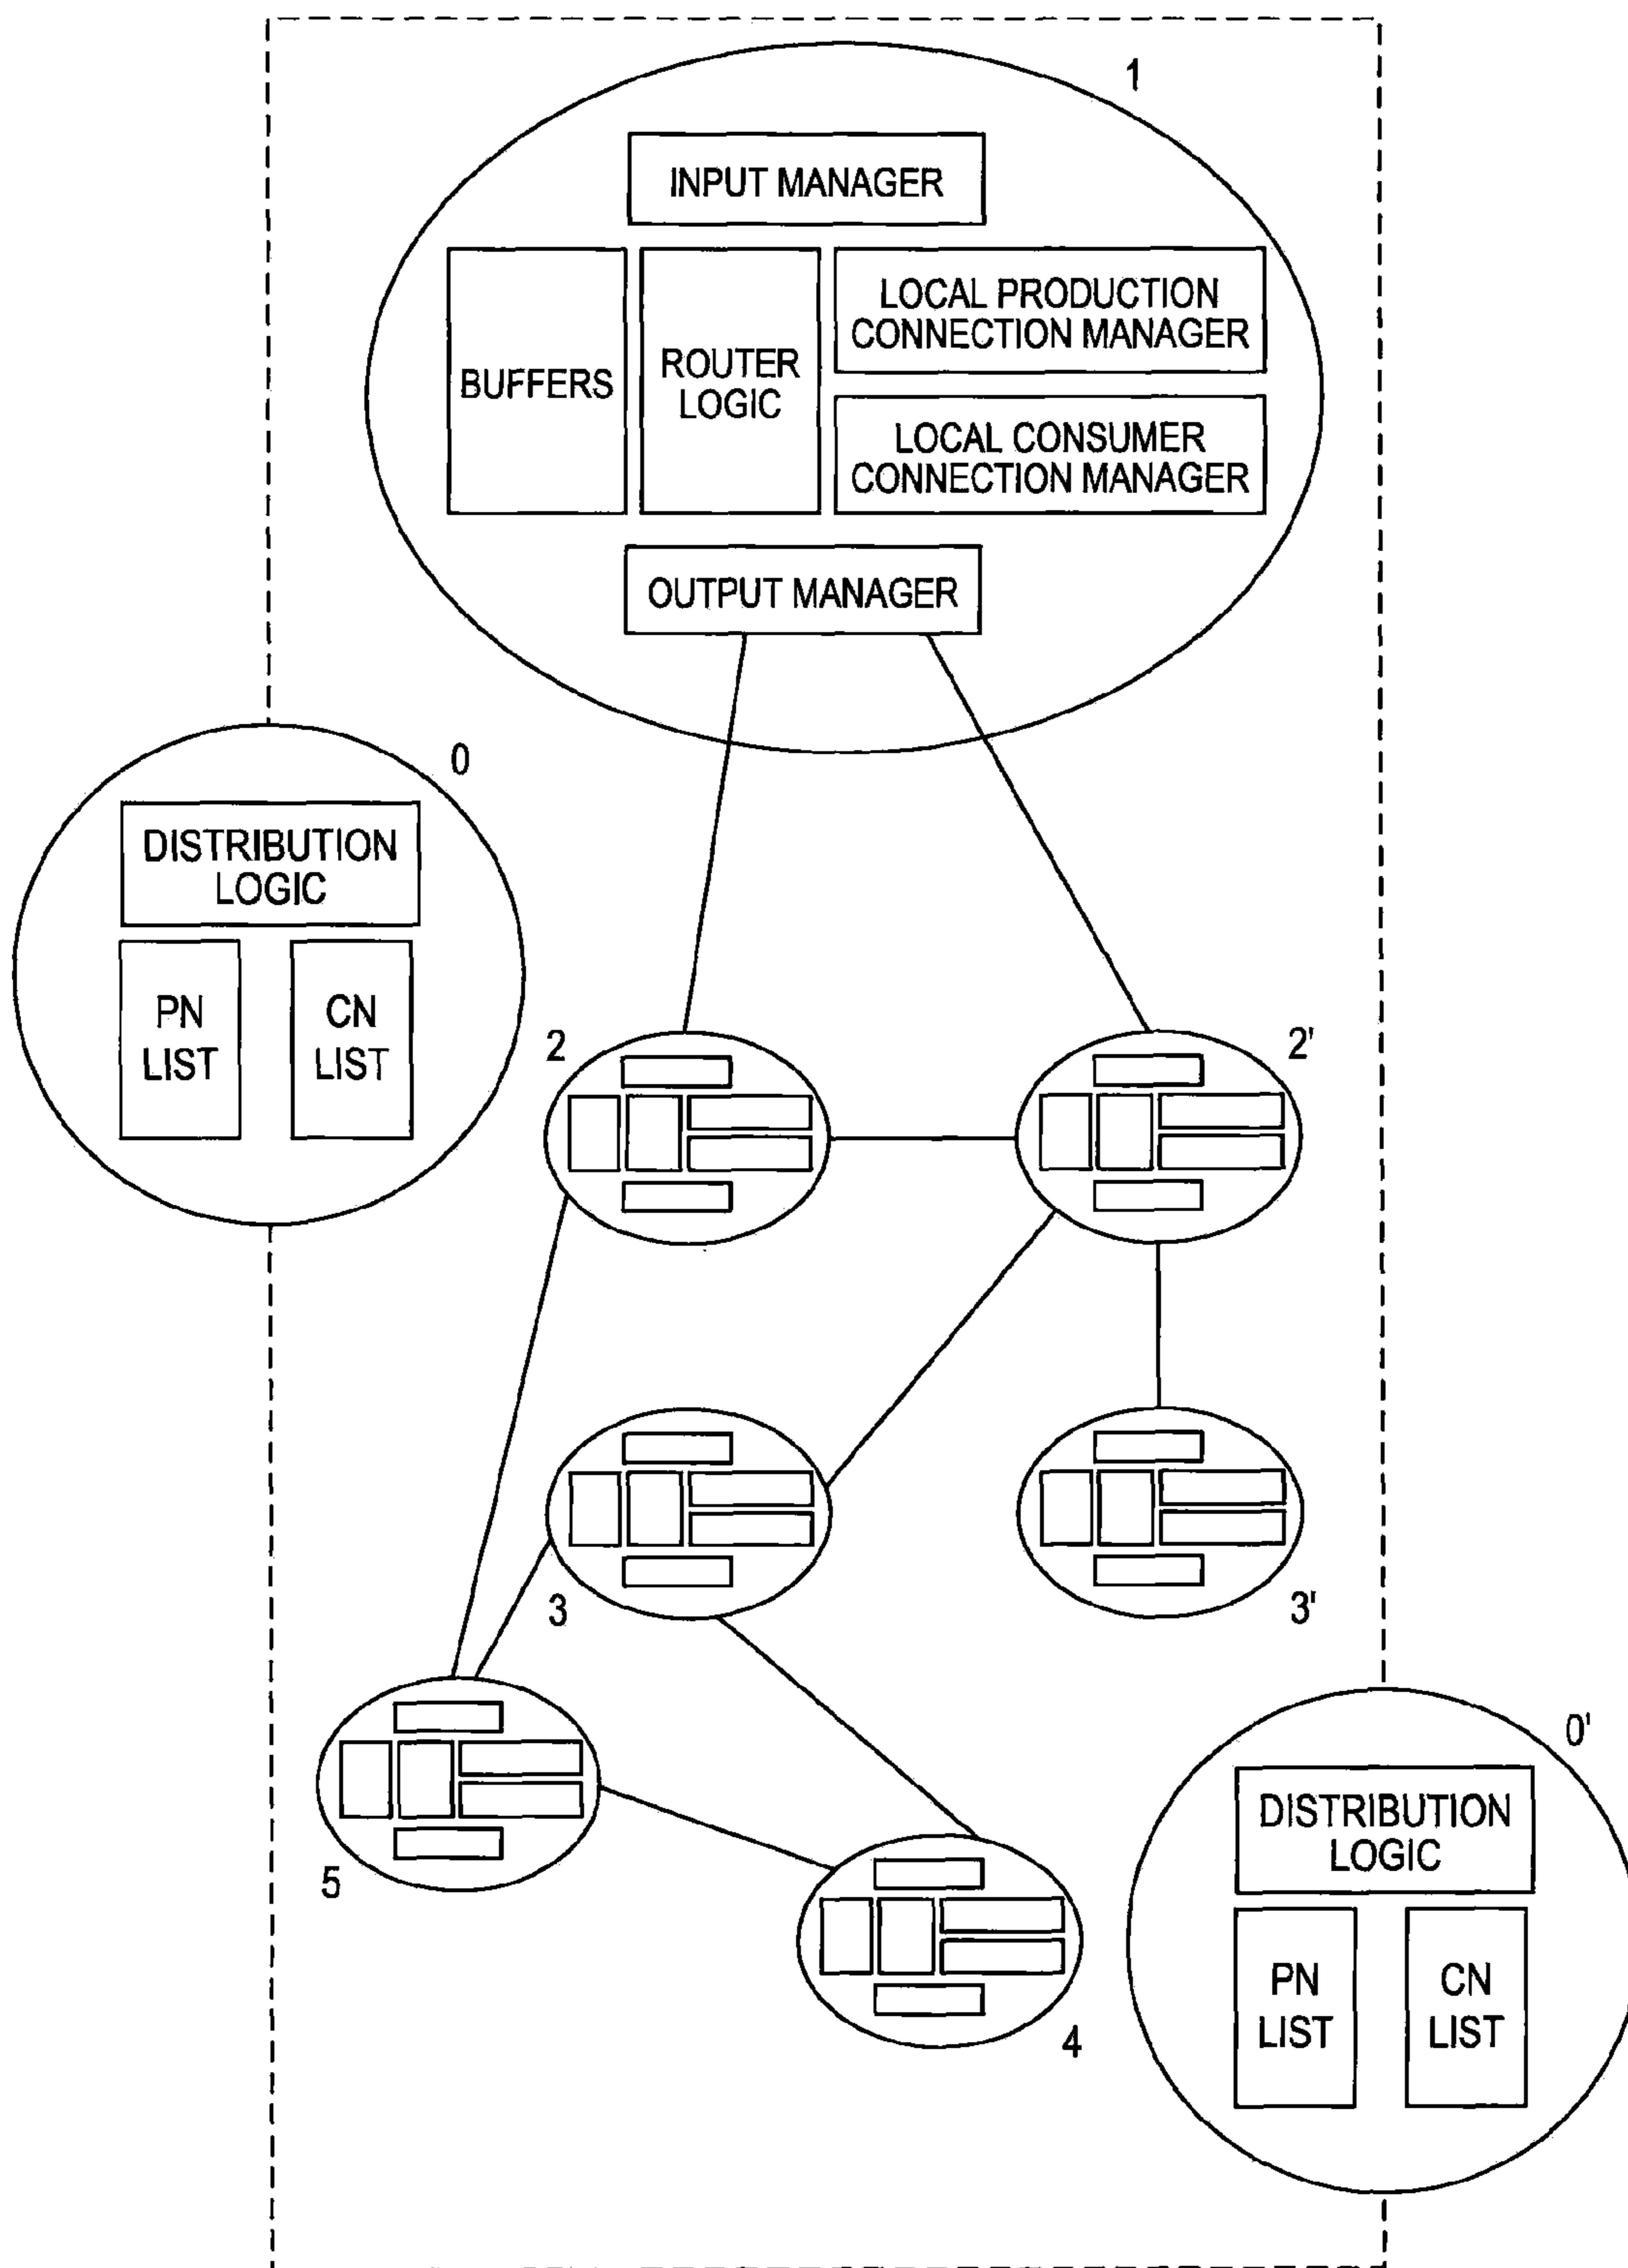 1
INPUT MANAGER
BUFFERS
ROUTER
LOGIC
LOCAL PRODUCTION
CONNECTION MANAGER
LOCAL CONSUMER
CONNECTION MANAGER
OUTPUT MANAGER
0
DISTRIBUTION
LOGIC
PN
LIST
CN
LIST
2
2'
3
3'
5
4
0'
DISTRIBUTION
LOGIC
PN
LIST
CN
LIST